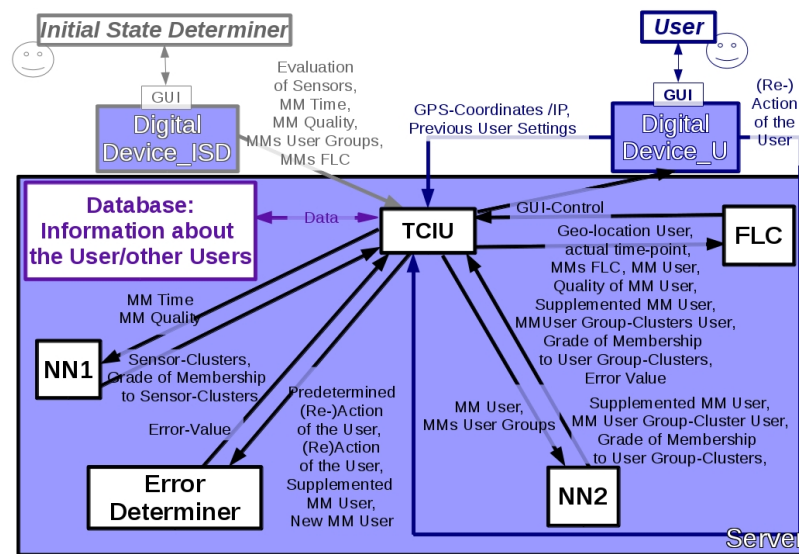 Initial State Determiner
User
GUI
GUI
Digital
Device_ISD
Digital
Device_U
Evaluation
of Sensors,
MM Time,
MM Quality,
MMs User Groups,
MMs FLC
GPS-Coordinates /IP,
Previous User Settings
(Re-)
Action
of the
User
Database:
Information about
the User/other Users
Data
TCIU
GUI-Control
FLC
Geo-location User,
actual time-point,
MMs FLC, MM User,
Quality of MM User,
Supplemented MM User,
MMUser Group-Clusters User,
Grade of Membership
to User Group-Clusters,
Error Value
MM Time
MM Quality
NN1
Sensor-Clusters,
Grade of Membership
to Sensor-Clusters
Error-Value
Predetermined
(Re-)Action
of the User,
(Re)Action
of the User,
Supplemented
MM User,
New MM User
MM User,
MMs User Groups
Supplemented MM User,
MM User Group-Cluster User,
Grade of Membership
to User Group-Clusters,
Error
Determiner
NN2
Server